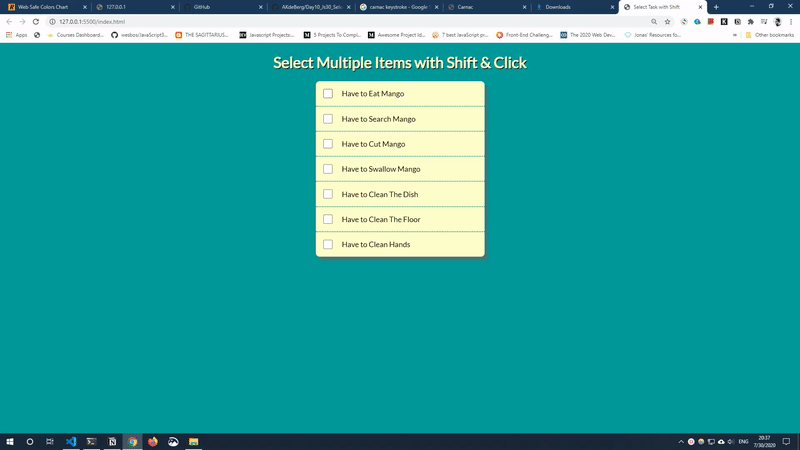 Web Safe Colors Chart
127.0.0.1
GitHub
AlldeBeng/Day10_Js30_Sele
carnac keystroke - Google S
Carnac
Downloads
Select Task with Shift
127.0.0.1:5500/index.html
Apps
Courses Dashboard...
wesbos/JavaScript3...
THE SAGITTARIUS...
Javascript Projects...
5 Projects To Compl...
Awesome Project Id...
7 best JavaScript pr...
Front-End Challeng...
The 2020 Web Dev...
Jonas' Resources fo...
Other bookmarks
Select Multiple Items with Shift & Click
Have to Eat Mango
Have to Search Mango
Have to Cut Mango
Have to Swallow Mango
Have to Clean The Dish
Have to Clean The Floor
Have to Clean Hands
ENG
20:37
7/30/2020